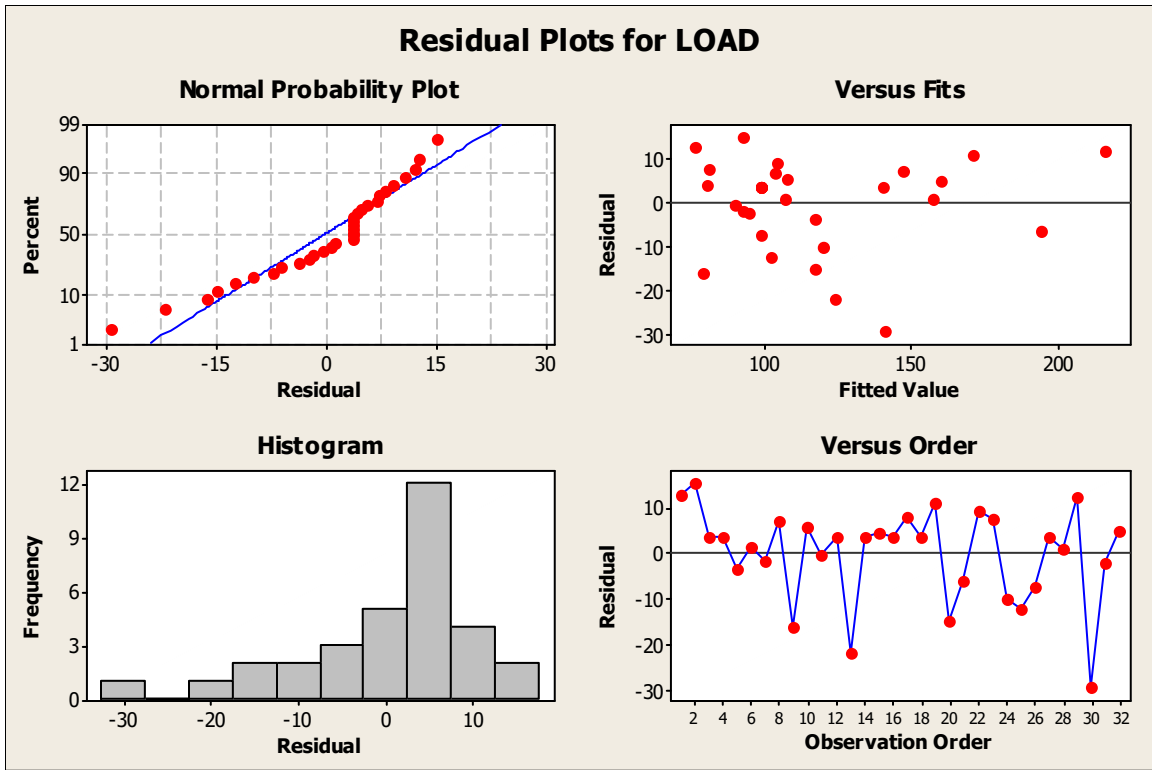 Residual Plots for LOAD
Normal Probability Plot
99
90
50
10
1
Percent
-30 -15 0 15 30
Residual
Versus Fits
10
0
-10
-20
-30
Residual
100 150 200
Fitted Value
Histogram
12
9
6
3
0
Frequency
-30 -20 -10 0 10
Residual
Versus Order
10
0
-10
-20
-30
Residual
2 4 6 8 10 12 14 16 18 20 22 24 26 28 30 32
Observation Order